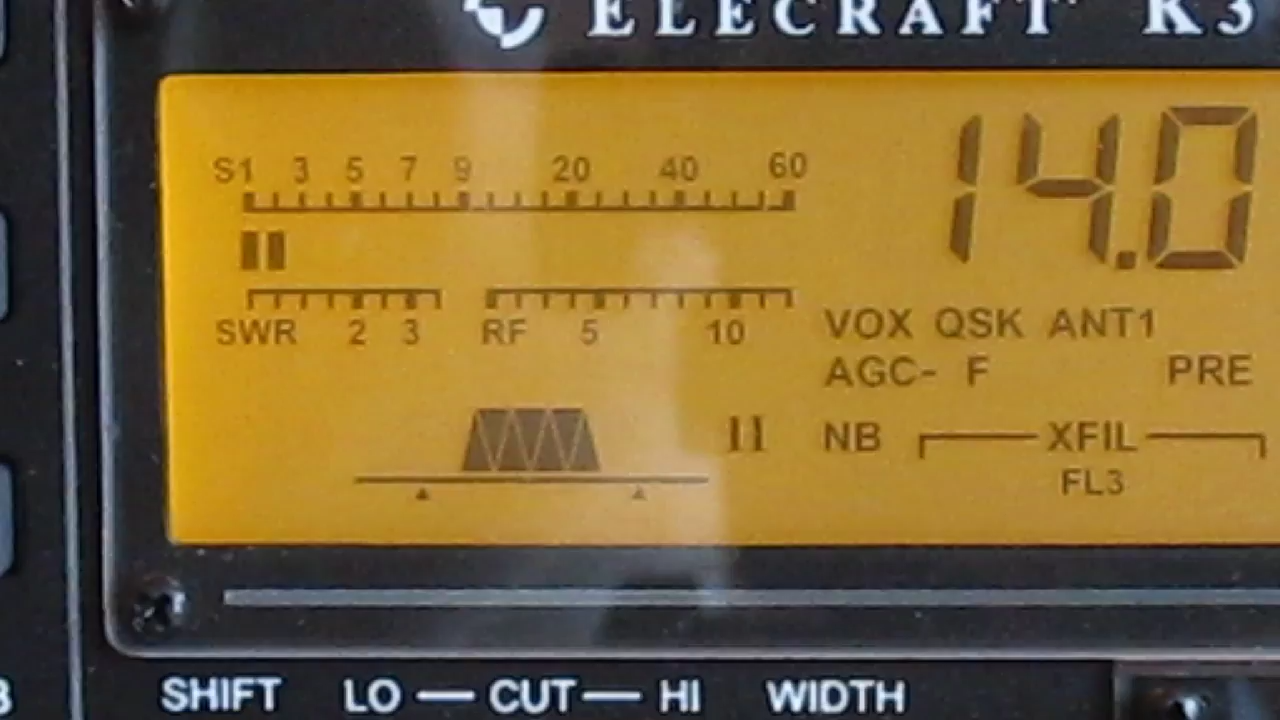 ELECRAFT K3
S1 3 5 7 9 20 40 60
14.0
SWR 2 3 RF 5 10
VOX QSK ANT1
AGC- F PRE
NB XFIL
FL3
SHIFT LO — CUT — HI WIDTH